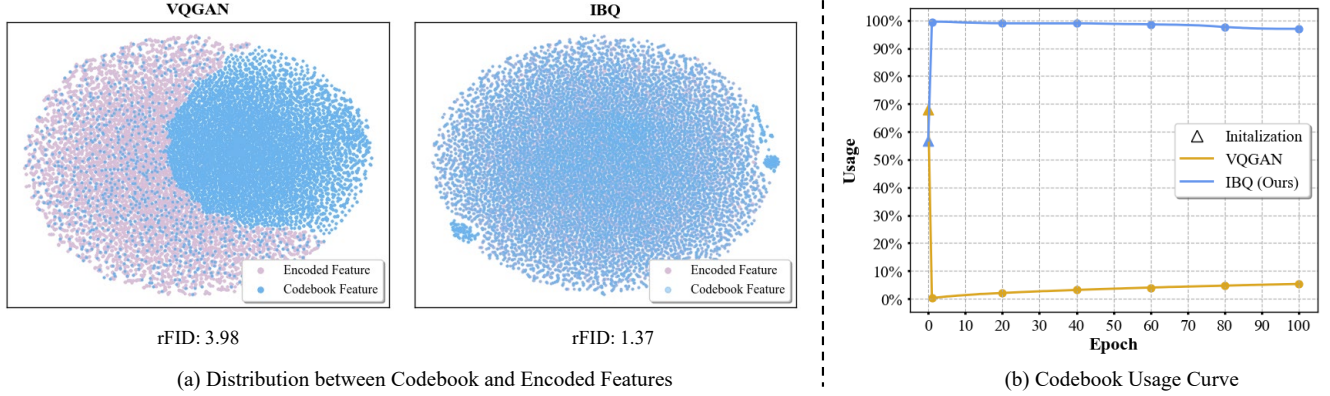 VQGAN
Encoded Feature
Codebook Feature
rFID: 3.98
IBQ
Encoded Feature
Codebook Feature
rFID: 1.37
(a) Distribution between Codebook and Encoded Features
100%
90%
80%
70%
60%
50%
40%
30%
20%
10%
0%
Usage
Initalization
VQGAN
IBQ (Ours)
0 10 20 30 40 50 60 70 80 90 100
Epoch
(b) Codebook Usage Curve